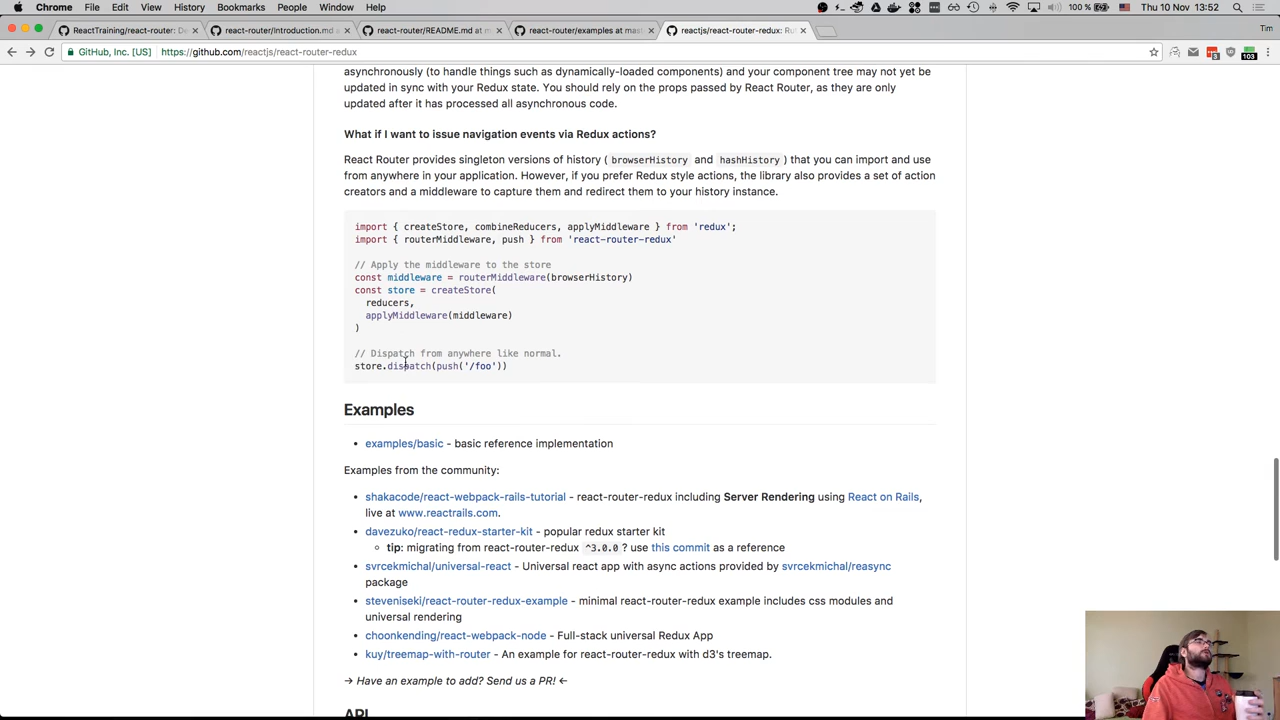 Chrome File Edit View History Bookmarks People Window Help
100 % Thu 10 Nov 13:52
ReactTraining/react-router: De
react-router/Introduction.md a
react-router/README.md at m
react-router/examples at mas
reactjs/react-router-redux: Ru
Tim
GitHub, Inc. [US] https://github.com/reactjs/react-router-redux
3
103
asynchronously (to handle things such as dynamically-loaded components) and your component tree may not yet be
updated in sync with your Redux state. You should rely on the props passed by React Router, as they are only
updated after it has processed all asynchronous code.
What if I want to issue navigation events via Redux actions?
React Router provides singleton versions of history ( browserHistory and hashHistory ) that you can import and use
from anywhere in your application. However, if you prefer Redux style actions, the library also provides a set of action
creators and a middleware to capture them and redirect them to your history instance.
import { createStore, combineReducers, applyMiddleware } from 'redux';
import { routerMiddleware, push } from 'react-router-redux'
// Apply the middleware to the store
const middleware = routerMiddleware(browserHistory)
const store = createStore(
reducers,
applyMiddleware(middleware)
)
// Dispatch from anywhere like normal.
store.dispatch(push('/foo'))
Examples
• examples/basic - basic reference implementation
Examples from the community:
• shakacode/react-webpack-rails-tutorial - react-router-redux including Server Rendering using React on Rails,
live at www.reactrails.com.
• davezuko/react-redux-starter-kit - popular redux starter kit
tip: migrating from react-router-redux ^3.0.0 ? use this commit as a reference
• svrcekmichal/universal-react - Universal react app with async actions provided by svrcekmichal/reasync
package
• steveniseki/react-router-redux-example - minimal react-router-redux example includes css modules and
universal rendering
• choonkending/react-webpack-node - Full-stack universal Redux App
• kuy/treemap-with-router - An example for react-router-redux with d3's treemap.
→ Have an example to add? Send us a PR! ←
API